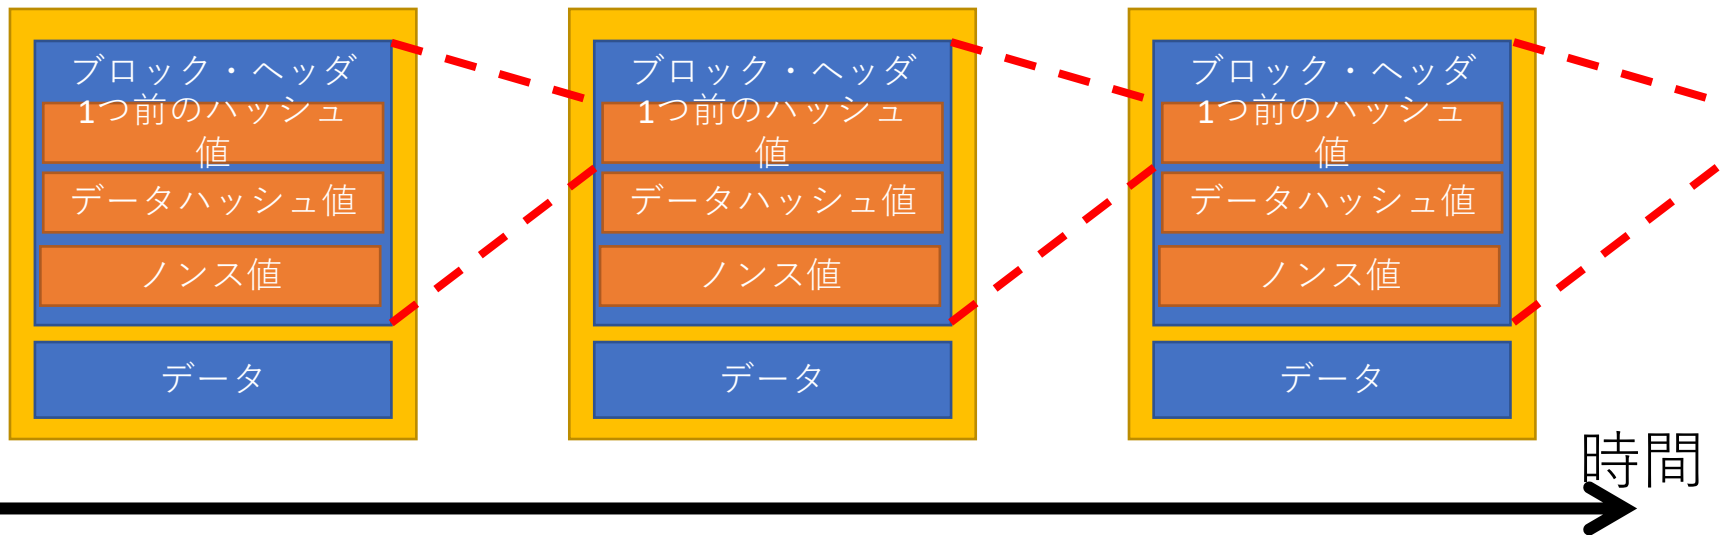 ブロック・ヘッダ
1つ前のハッシュ
値
データハッシュ値
ノンス値
データ
ブロック・ヘッダ
1つ前のハッシュ
値
データハッシュ値
ノンス値
データ
ブロック・ヘッダ
1つ前のハッシュ
値
データハッシュ値
ノンス値
データ
時間